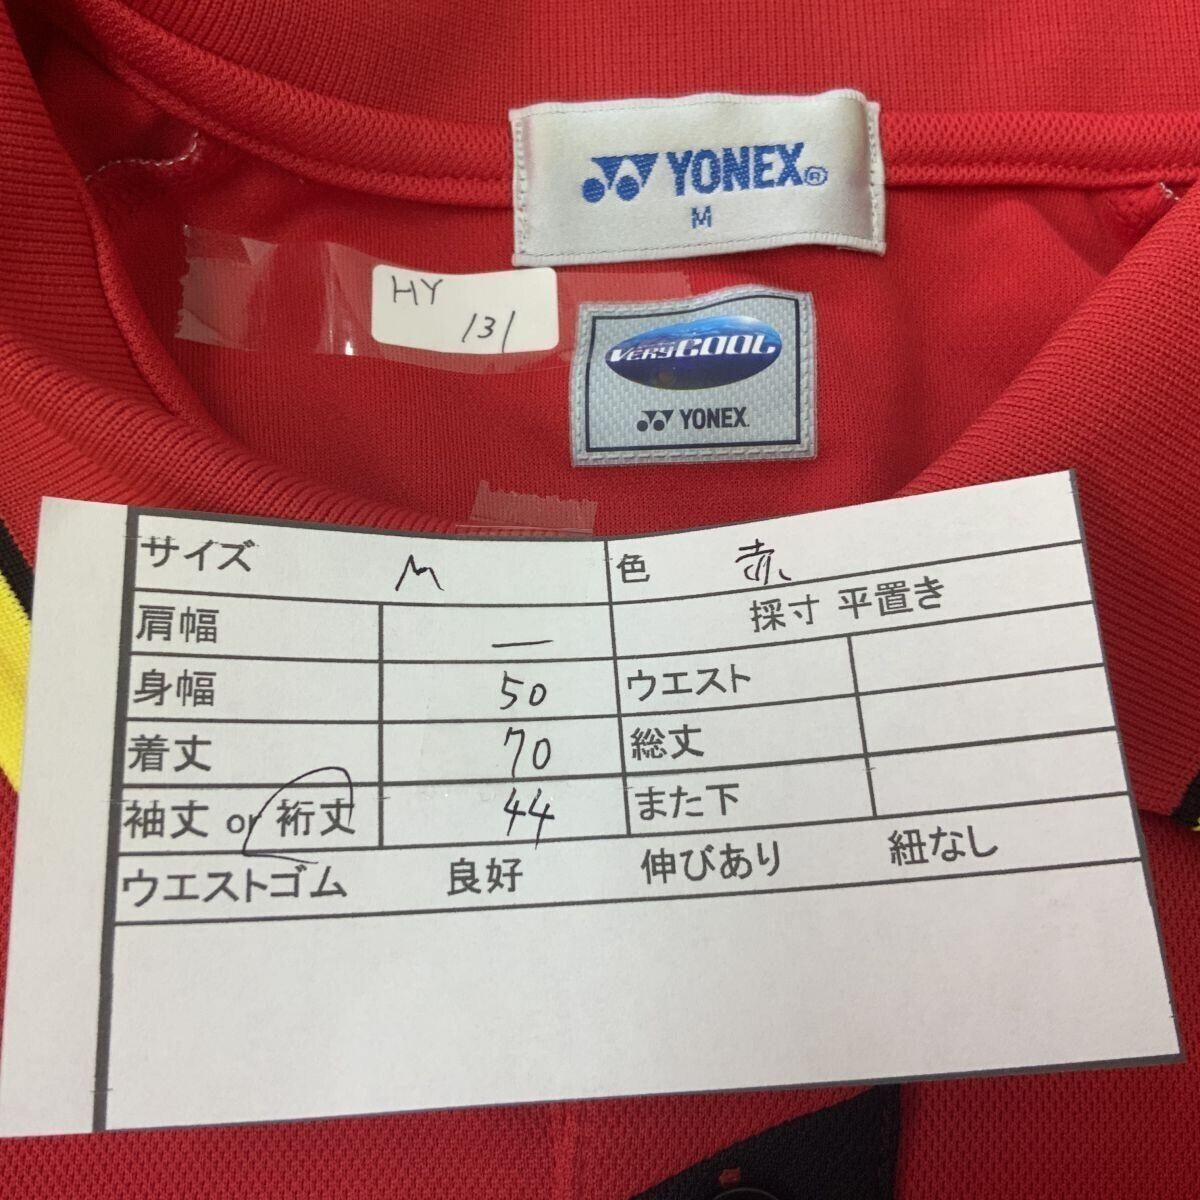 YONEX®
M
HY
131
VERY COOL
YONEX
サイズ M 色 赤
肩幅 — 採寸 平置き
身幅 50 ウエスト
着丈 70 総丈
袖丈 or 裄丈 44 また下
ウエストゴム 良好 伸びあり 紐なし